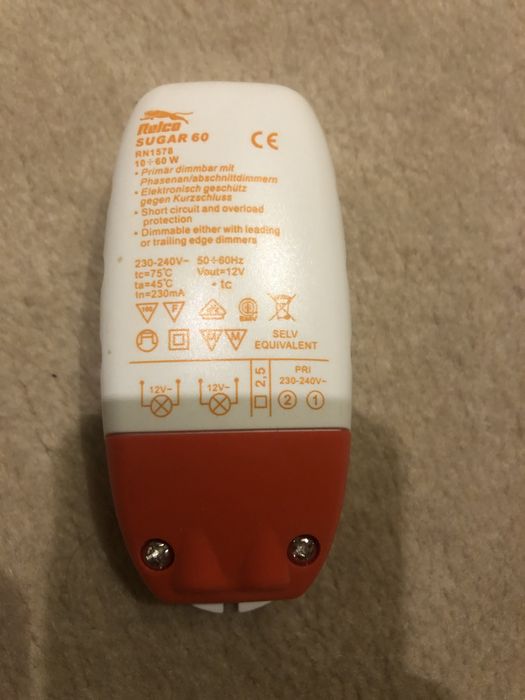 Relco
SUGAR 60
CE
RN1578
10÷60 W
• Primär dimmbar mit
Phasenan/abschnittdimmern
• Elektronisch geschütz
gegen Kurzschluss
• Short circuit and overload
protection
• Dimmable either with leading
or trailing edge dimmers
230-240V~ 50÷60Hz
tc=75°C Vout=12V
ta=45°C • tc
In=230mA
F
M M
SELV
EQUIVALENT
12V~ 12V~ 2,5 PRI
230-240V~
2 1